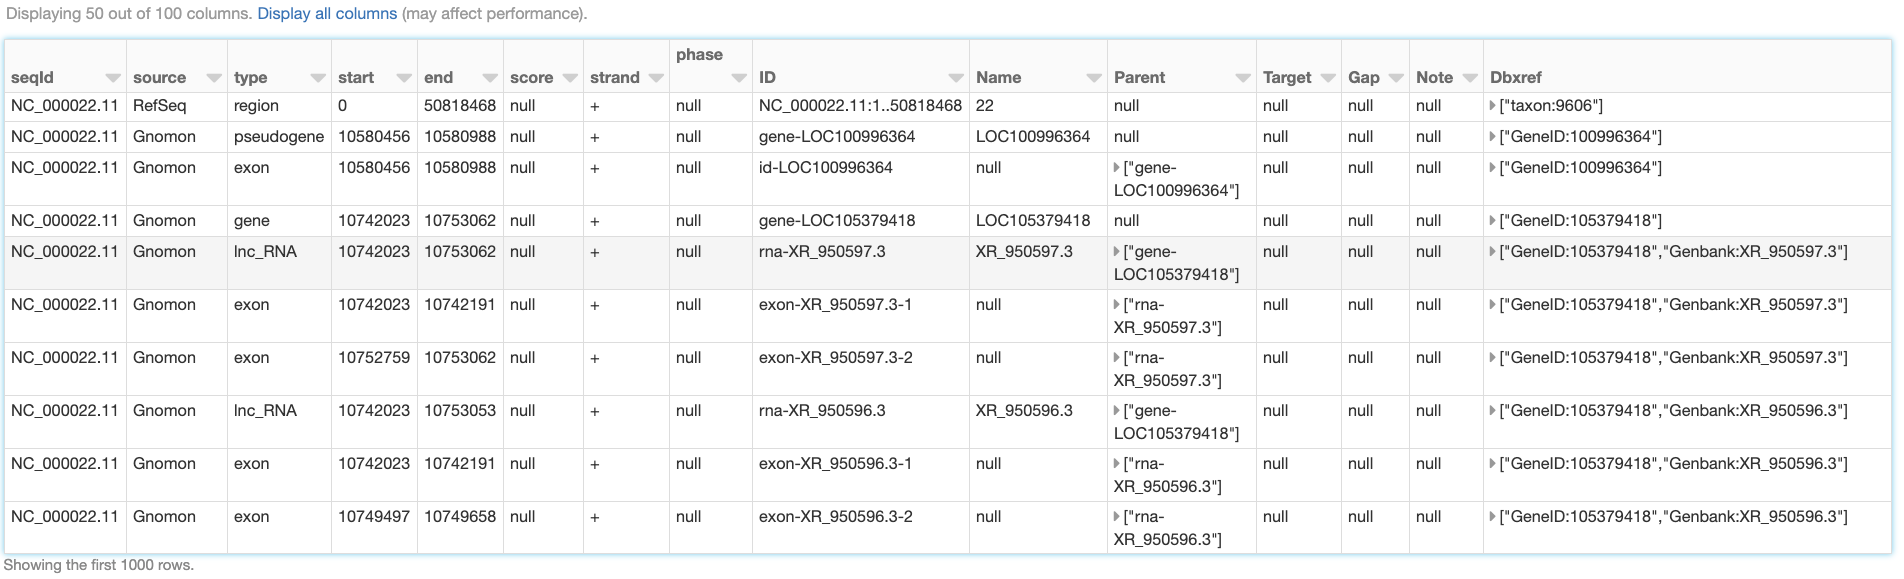 Displaying 50 out of 100 columns. Display all columns (may affect performance).
seqId source type start end score strand phase ID Name Parent Target Gap Note Dbxref
NC_000022.11 RefSeq region 0 50818468 null + null NC_000022.11:1..50818468 22 null null null null ["taxon:9606"]
NC_000022.11 Gnomon pseudogene 10580456 10580988 null + null gene-LOC100996364 LOC100996364 null null null null ["GeneID:100996364"]
NC_000022.11 Gnomon exon 10580456 10580988 null + null id-LOC100996364 null ["gene- null null null ["GeneID:100996364"]
LOC100996364"]
NC_000022.11 Gnomon gene 10742023 10753062 null + null gene-LOC105379418 LOC105379418 null null null null ["GeneID:105379418"]
NC_000022.11 Gnomon lnc_RNA 10742023 10753062 null + null rna-XR_950597.3 XR_950597.3 ["gene- null null null ["GeneID:105379418","Genbank:XR_950597.3"]
LOC105379418"]
NC_000022.11 Gnomon exon 10742023 10742191 null + null exon-XR_950597.3-1 null ["rna- null null null ["GeneID:105379418","Genbank:XR_950597.3"]
XR_950597.3"]
NC_000022.11 Gnomon exon 10752759 10753062 null + null exon-XR_950597.3-2 null ["rna- null null null ["GeneID:105379418","Genbank:XR_950597.3"]
XR_950597.3"]
NC_000022.11 Gnomon lnc_RNA 10742023 10753053 null + null rna-XR_950596.3 XR_950596.3 ["gene- null null null ["GeneID:105379418","Genbank:XR_950596.3"]
LOC105379418"]
NC_000022.11 Gnomon exon 10742023 10742191 null + null exon-XR_950596.3-1 null ["rna- null null null ["GeneID:105379418","Genbank:XR_950596.3"]
XR_950596.3"]
NC_000022.11 Gnomon exon 10749497 10749658 null + null exon-XR_950596.3-2 null ["rna- null null null ["GeneID:105379418","Genbank:XR_950596.3"]
XR_950596.3"]
Showing the first 1000 rows.